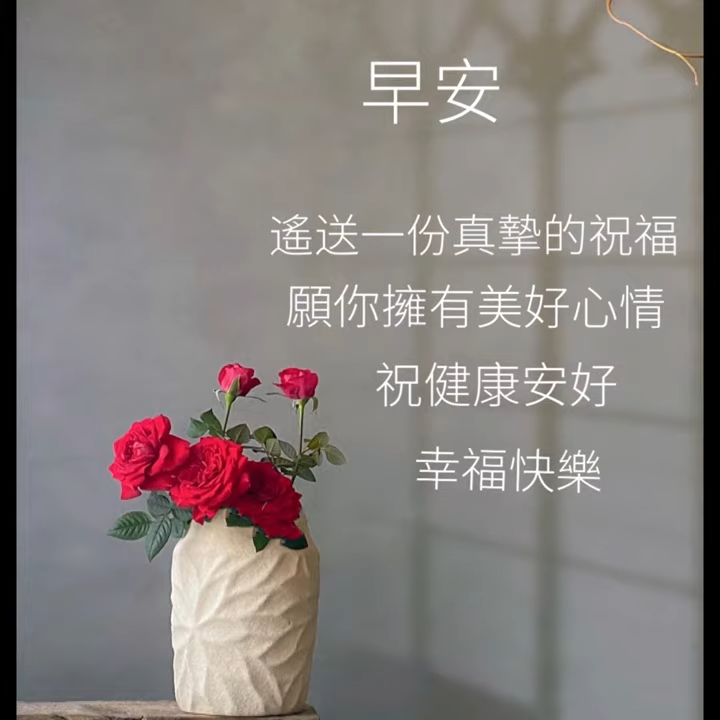 早安
遙送一份真摯的祝福
願你擁有美好心情
祝健康安好
幸福快樂